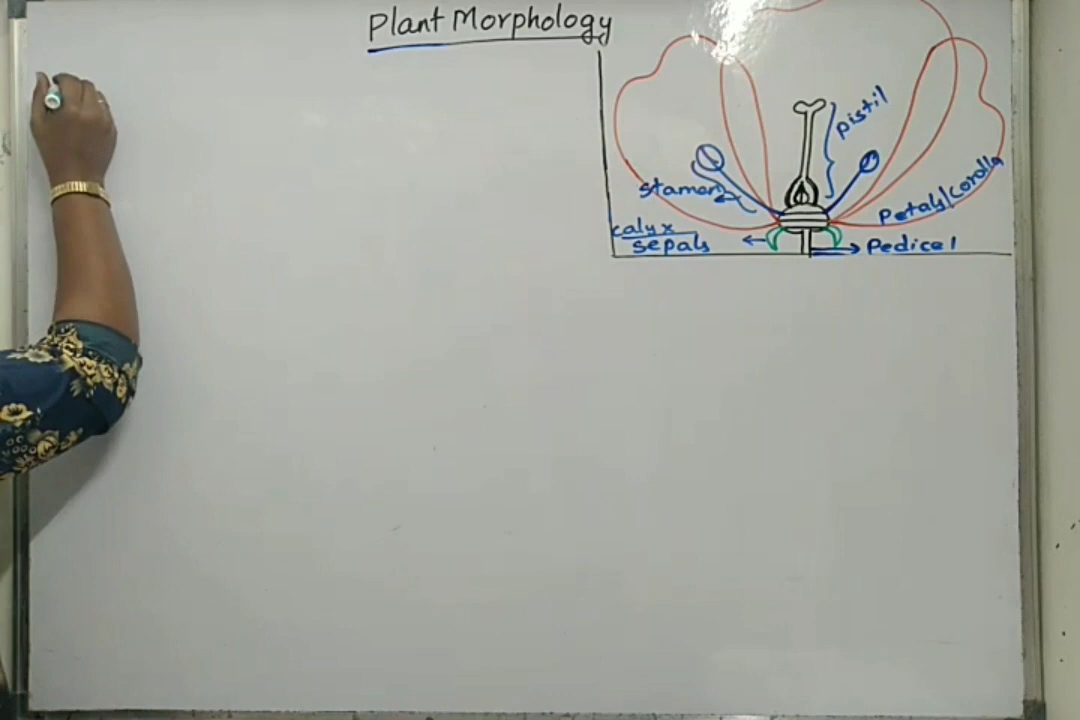 Plant Morphology
pistil
stamen
Petals/Corolla
calyx
sepals
Pedicel